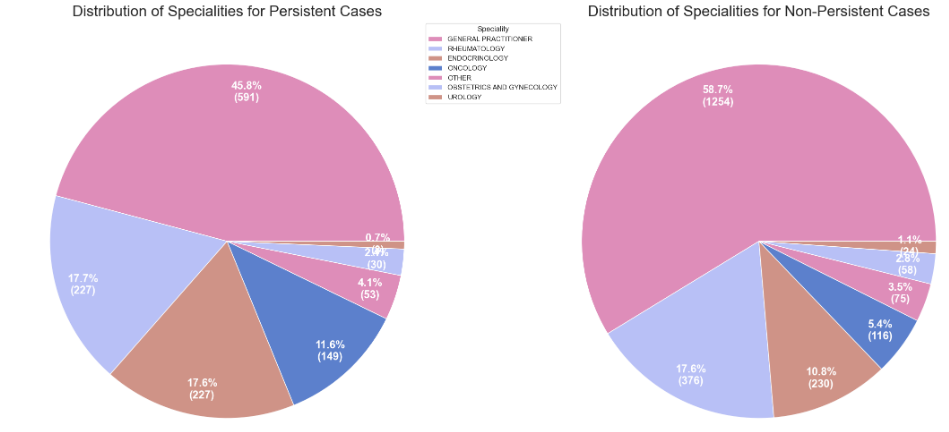 Distribution of Specialities for Persistent Cases
Distribution of Specialities for Non-Persistent Cases
Speciality
GENERAL PRACTITIONER
RHEUMATOLOGY
ENDOCRINOLOGY
ONCOLOGY
OTHER
OBSTETRICS AND GYNECOLOGY
UROLOGY
45.8%
(591)
17.7%
(227)
17.6%
(227)
11.6%
(149)
4.1%
(53)
(30)
0.7%
58.7%
(1254)
17.6%
(376)
10.8%
(230)
5.4%
(116)
3.5%
(75)
(58)
1.1%
(24)